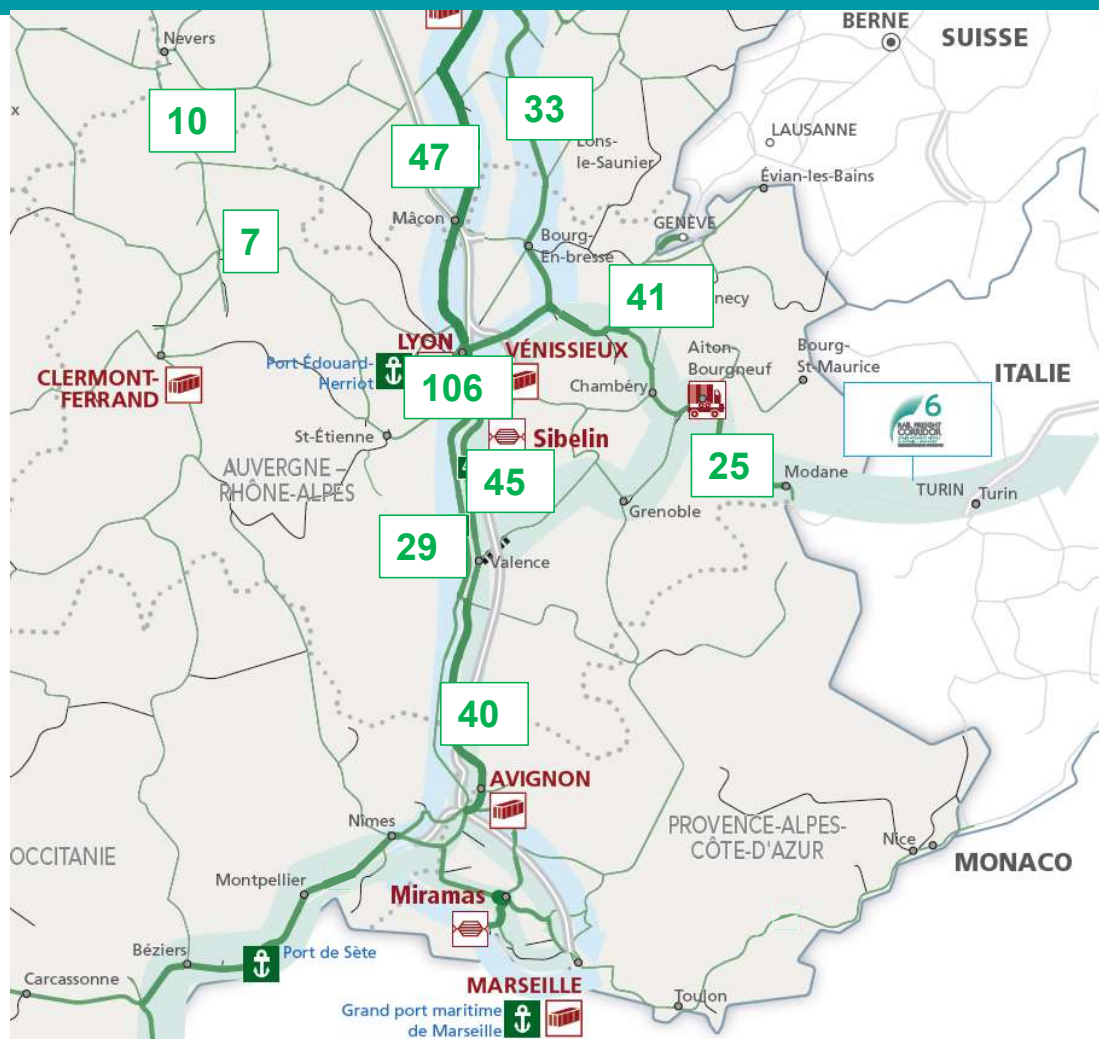 BERNE
SUISSE
Nevers
x
10
33
47
LAUSANNE
Lons-
le-Saunier
Évian-les-Bains
Mâcon
GENÈVE
7
Bourg-
En-bresse
41
necy
LYON
VÉNISSIEUX
Port Édouard-
Herriot
Aiton-
Bourgneuf
Bourg-
St-Maurice
ITALIE
CLERMONT-
FERRAND
106
Chambéry
6
RAIL FREIGHT
CORRIDOR
St-Étienne
Sibelin
AUVERGNE –
RHÔNE-ALPES
45
25
Modane
TURIN
Turin
Grenoble
29
Valence
40
AVIGNON
Nîmes
PROVENCE-ALPES-
CÔTE-D'AZUR
Nice
OCCITANIE
MONACO
Montpellier
Miramas
Béziers
Port de Sète
Carcassonne
MARSEILLE
Toulon
Grand port maritime
de Marseille